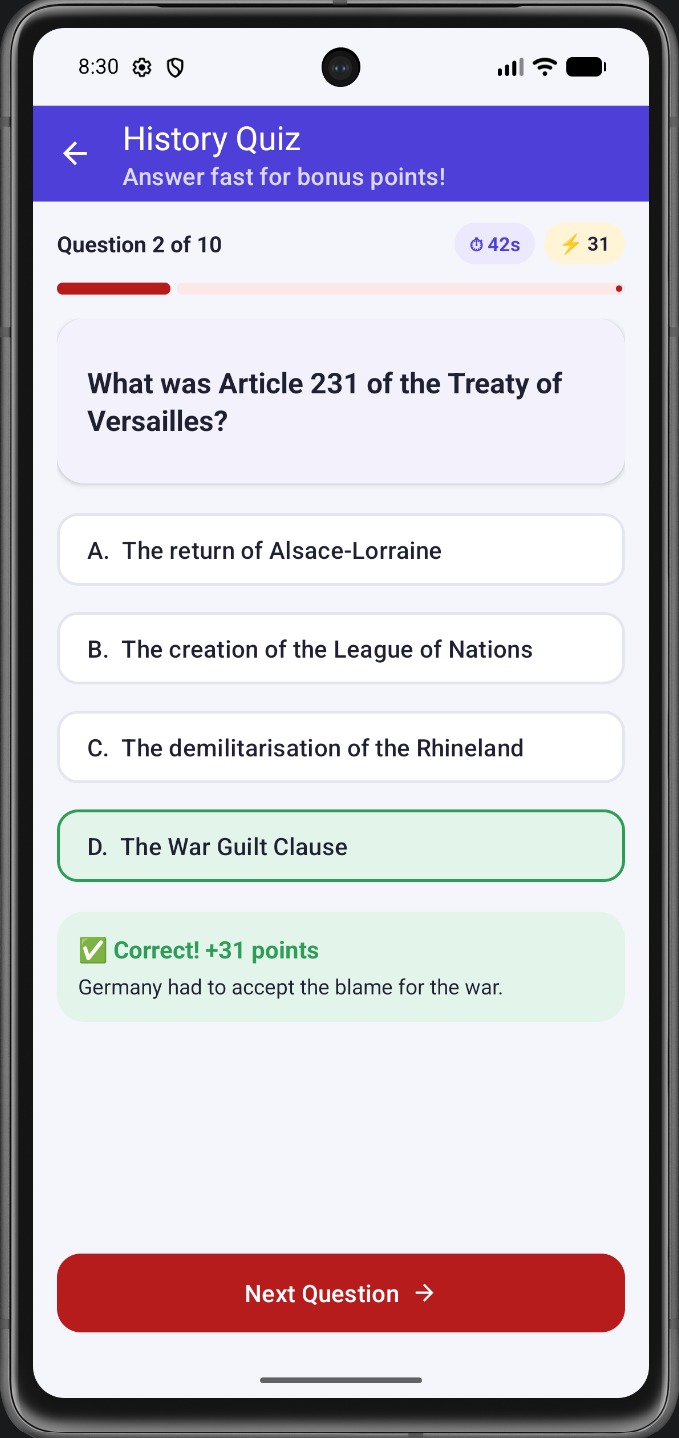 8:30
History Quiz
Answer fast for bonus points!
Question 2 of 10
⏱ 42s
⚡ 31
What was Article 231 of the Treaty of
Versailles?
A. The return of Alsace-Lorraine
B. The creation of the League of Nations
C. The demilitarisation of the Rhineland
D. The War Guilt Clause
✅ Correct! +31 points
Germany had to accept the blame for the war.
Next Question →